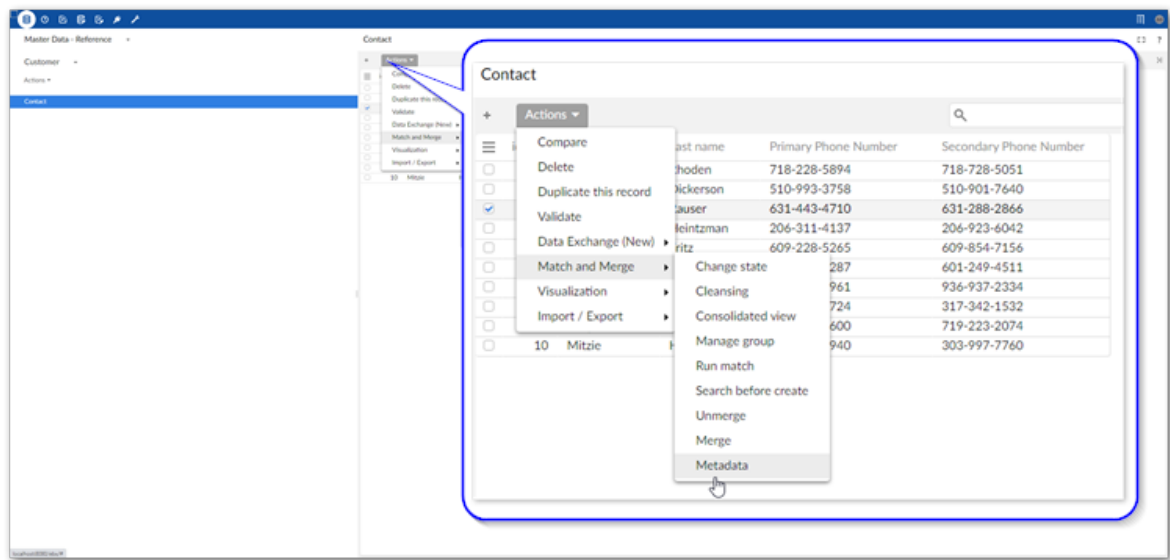 Master Data - Reference
Contact
Customer
Actions
Actions
Contact
Delete
Duplicate this
Validate
Data Exchange (New)
Match and Merge
Visualization
Import / Export
10 Mitzie
Contact
+ Actions
ast name Primary Phone Number Secondary Phone Number
hoden 718-228-5894 718-728-5051
ickerson 510-993-3758 510-901-7640
auser 631-443-4710 631-288-2866
eintzman 206-311-4137 206-923-6042
ritz 609-228-5265 609-854-7156
287 601-249-4511
961 936-937-2334
724 317-342-1532
600 719-223-2074
10 Mitzie H 940 303-997-7760
Compare
Delete
Duplicate this record
Validate
Data Exchange (New)
Match and Merge
Visualization
Import / Export
Change state
Cleansing
Consolidated view
Manage group
Run match
Search before create
Unmerge
Merge
Metadata